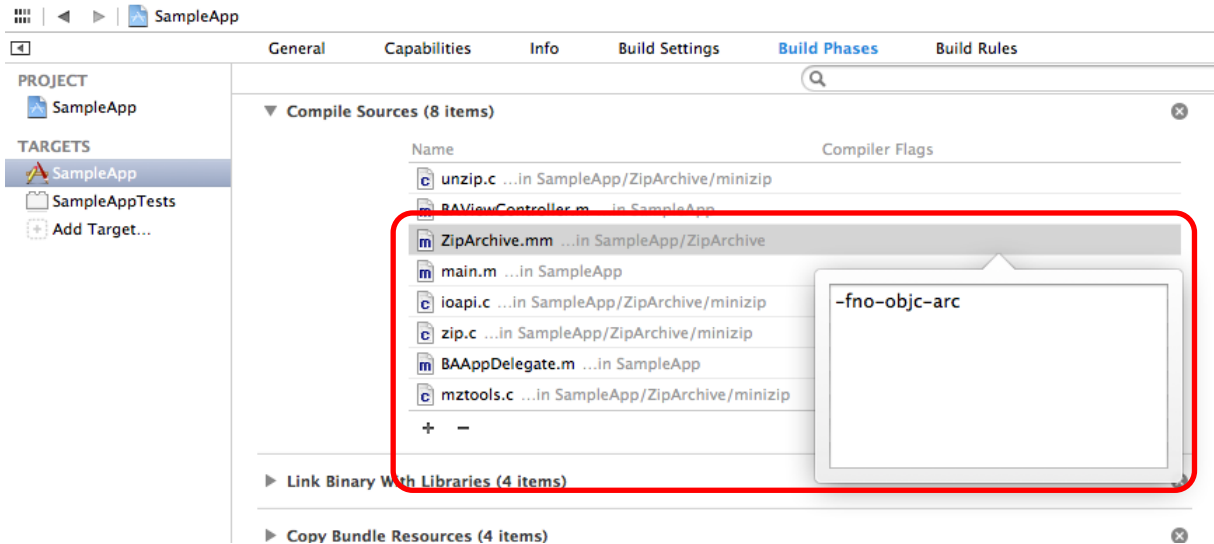 SampleApp
General Capabilities Info Build Settings Build Phases Build Rules
PROJECT
SampleApp
TARGETS
SampleApp
SampleAppTests
Add Target...
Compile Sources (8 items)
Name Compiler Flags
unzip.c ...in SampleApp/ZipArchive/minizip
BAViewController.m ...in SampleApp
ZipArchive.mm ...in SampleApp/ZipArchive
main.m ...in SampleApp
ioapi.c ...in SampleApp/ZipArchive/minizip
zip.c ...in SampleApp/ZipArchive/minizip
BAAppDelegate.m ...in SampleApp
mztools.c ...in SampleApp/ZipArchive/minizip
-fno-objc-arc
Link Binary With Libraries (4 items)
Copy Bundle Resources (4 items)